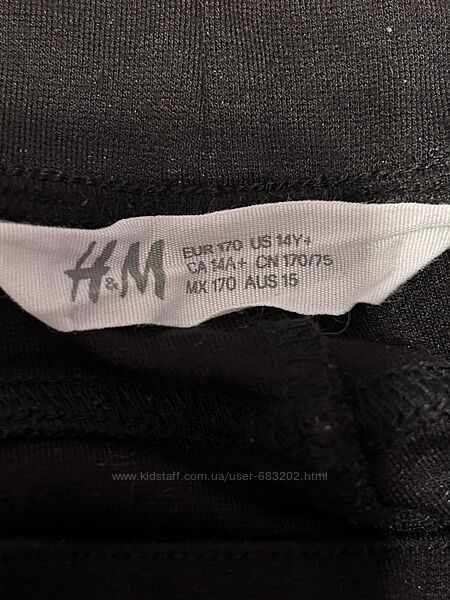 H&M
EUR 170 US 14Y+
CA 14A+ CN 170/75
MX 170 AUS 15
www.kidstaff.com.ua/user-683202.html